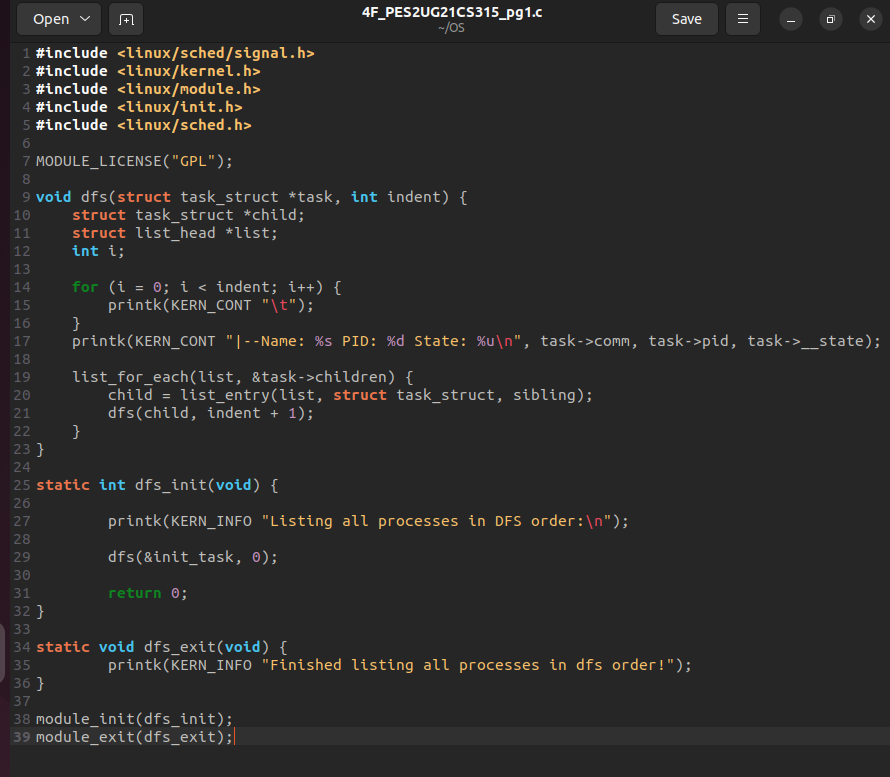 Open
4F_PES2UG21CS315_pg1.c
~/OS
Save
1 #include <linux/sched/signal.h>
2 #include <linux/kernel.h>
3 #include <linux/module.h>
4 #include <linux/init.h>
5 #include <linux/sched.h>
6
7 MODULE_LICENSE("GPL");
8
9 void dfs(struct task_struct *task, int indent) {
10     struct task_struct *child;
11     struct list_head *list;
12     int i;
13
14     for (i = 0; i < indent; i++) {
15         printk(KERN_CONT "\t");
16     }
17     printk(KERN_CONT "|--Name: %s PID: %d State: %u\n", task->comm, task->pid, task->__state);
18
19     list_for_each(list, &task->children) {
20         child = list_entry(list, struct task_struct, sibling);
21         dfs(child, indent + 1);
22     }
23 }
24
25 static int dfs_init(void) {
26
27         printk(KERN_INFO "Listing all processes in DFS order:\n");
28
29         dfs(&init_task, 0);
30
31         return 0;
32 }
33
34 static void dfs_exit(void) {
35         printk(KERN_INFO "Finished listing all processes in dfs order!");
36 }
37
38 module_init(dfs_init);
39 module_exit(dfs_exit);